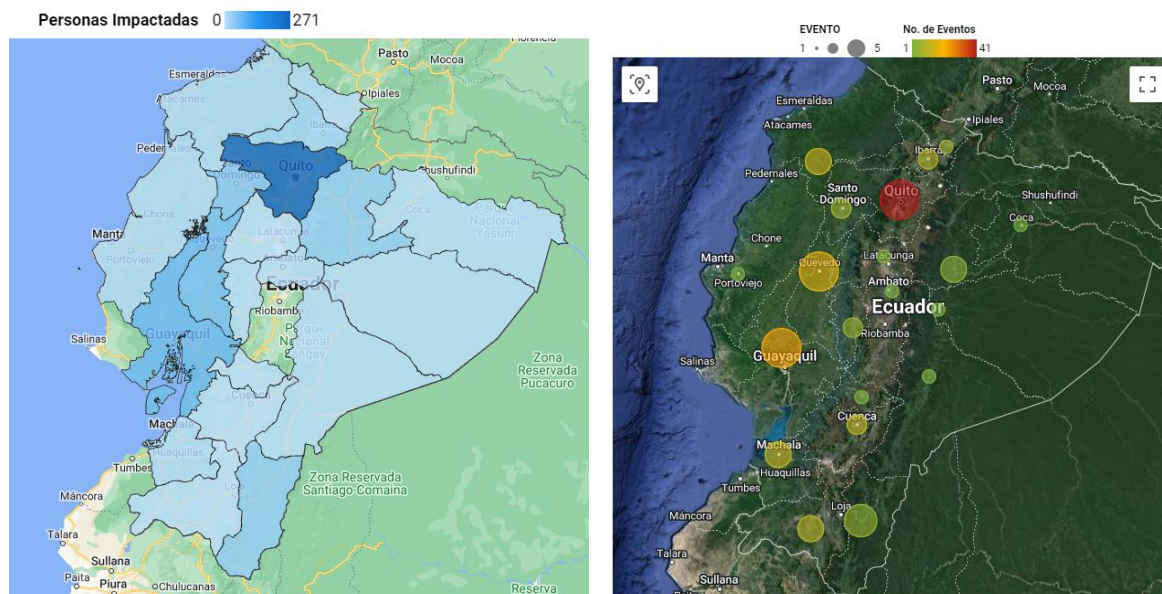 Personas Impactadas 0 271
Pasto
Mocoa
Florencia
Esmeraldas
Atacames
Ipiales
Ibarra
Pedernales
Santo
Domingo
Quito
Shushufindi
Coca
Parque
Nacional
Yasuní
Chone
Manta
Portoviejo
Quevedo
Latacunga
Ambato
Ecuador
Riobamba
Parque
Nacional
Sangay
Guayaquil
Salinas
Zona
Reservada
Pucacuro
Cuenca
Machala
Huaquillas
Tumbes
Loja
Zona Reservada
Santiago-Comaina
Máncora
Talara
Sullana
Paita
Piura
Chulucanas
Reserva
EVENTO
1 5
No. de Eventos
1 41
Pasto
Mocoa
Esmeraldas
Atacames
Ipiales
Ibarra
Pedernales
Santo
Domingo
Quito
Shushufindi
Coca
Chone
Manta
Portoviejo
Quevedo
Latacunga
Ambato
Ecuador
Riobamba
Guayaquil
Salinas
Cuenca
Machala
Huaquillas
Tumbes
Loja
Máncora
Talara
Sullana